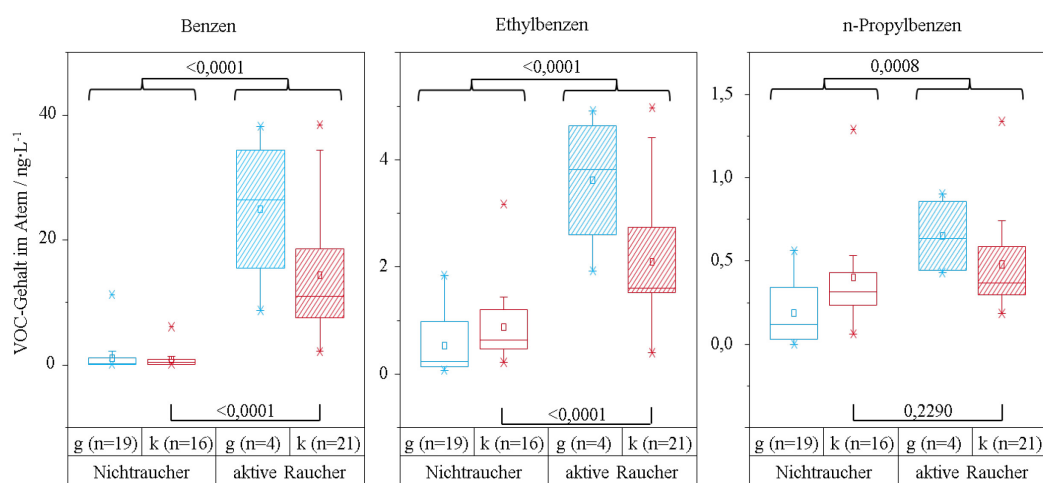 Benzen
Ethylbenzen
n-Propylbenzen
VOC-Gehalt im Atem / ng·L⁻¹
<0,0001
40
20
0
<0,0001
g (n=19) k (n=16) g (n=4) k (n=21)
Nichtraucher aktive Raucher
<0,0001
4
2
0
<0,0001
g (n=19) k (n=16) g (n=4) k (n=21)
Nichtraucher aktive Raucher
0,0008
1,5
1,0
0,5
0,0
0,2290
g (n=19) k (n=16) g (n=4) k (n=21)
Nichtraucher aktive Raucher